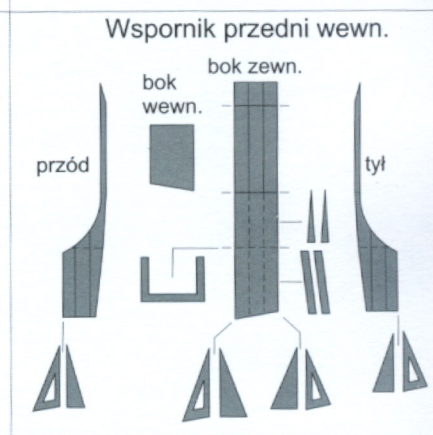 Wspornik przedni wewn.
bok zewn.
bok
wewn.
przód
tył